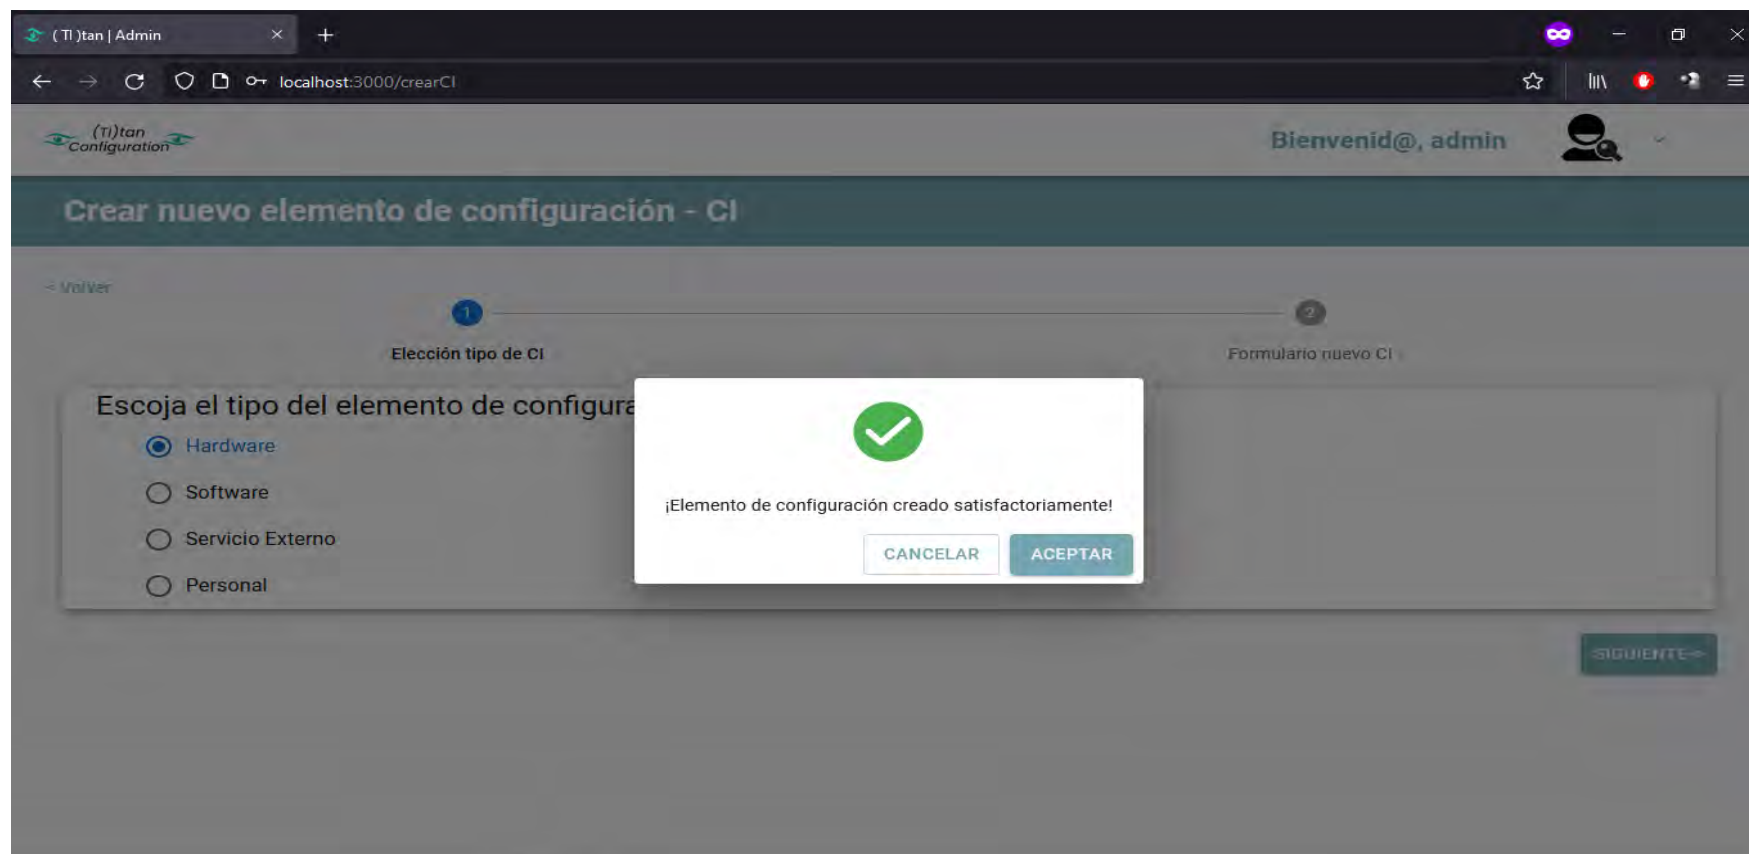 ( TI )tan | Admin
localhost:3000/crearCI
(Ti)tan
Configuration
Bienvenid@, admin
Crear nuevo elemento de configuración - CI
< Volver
1
2
Elección tipo de CI
Formulario nuevo CI
Escoja el tipo del elemento de configura
Hardware
Software
Servicio Externo
Personal
¡Elemento de configuración creado satisfactoriamente!
CANCELAR
ACEPTAR
SIGUIENTE->